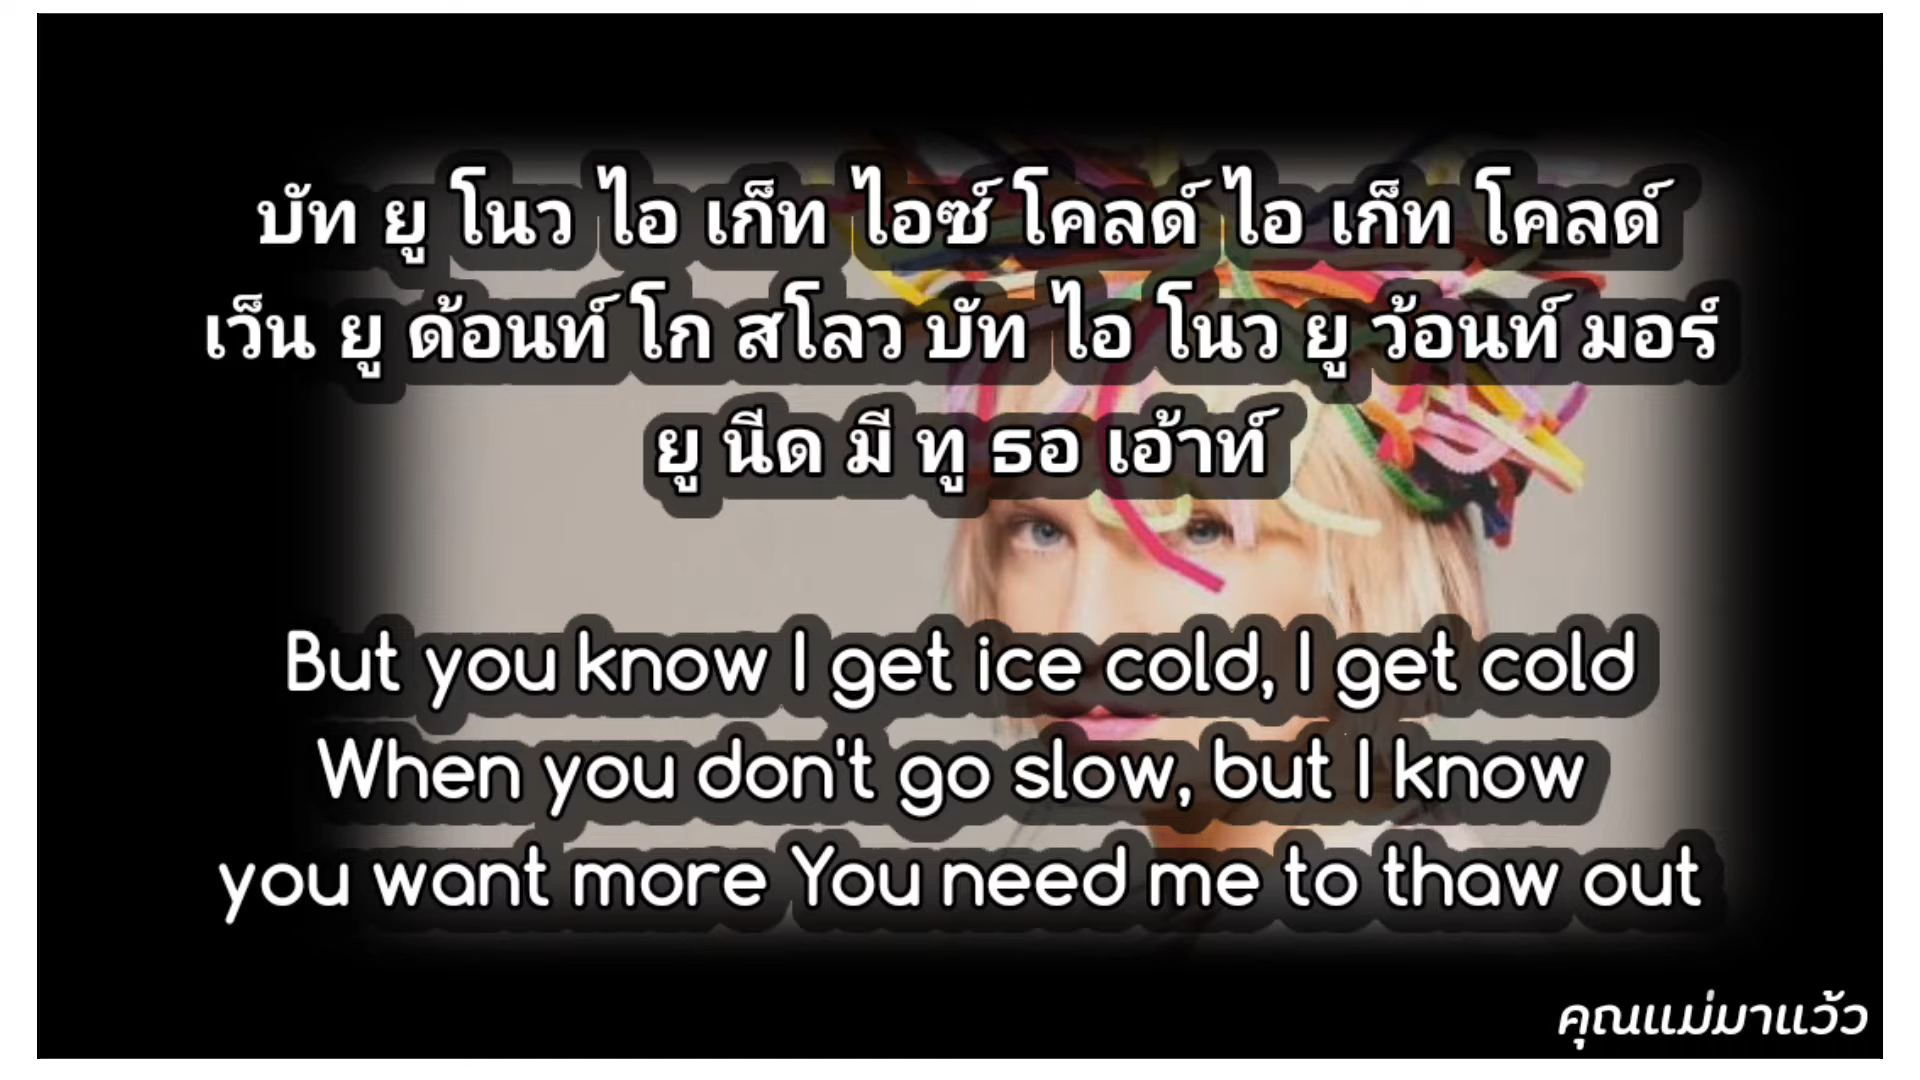 บัท ยู โนว ไอ เก็ท ไอซ์ โคลด์ ไอ เก็ท โคลด์
เว็น ยู ด้อนท์ โก สโลว บัท ไอ โนว ยู ว้อนท์ มอร์
ยู นีด มี ทู ธอ เอ้าท์
But you know I get ice cold, I get cold
When you don't go slow, but I know
you want more You need me to thaw out
คุณแม่มาแว้ว